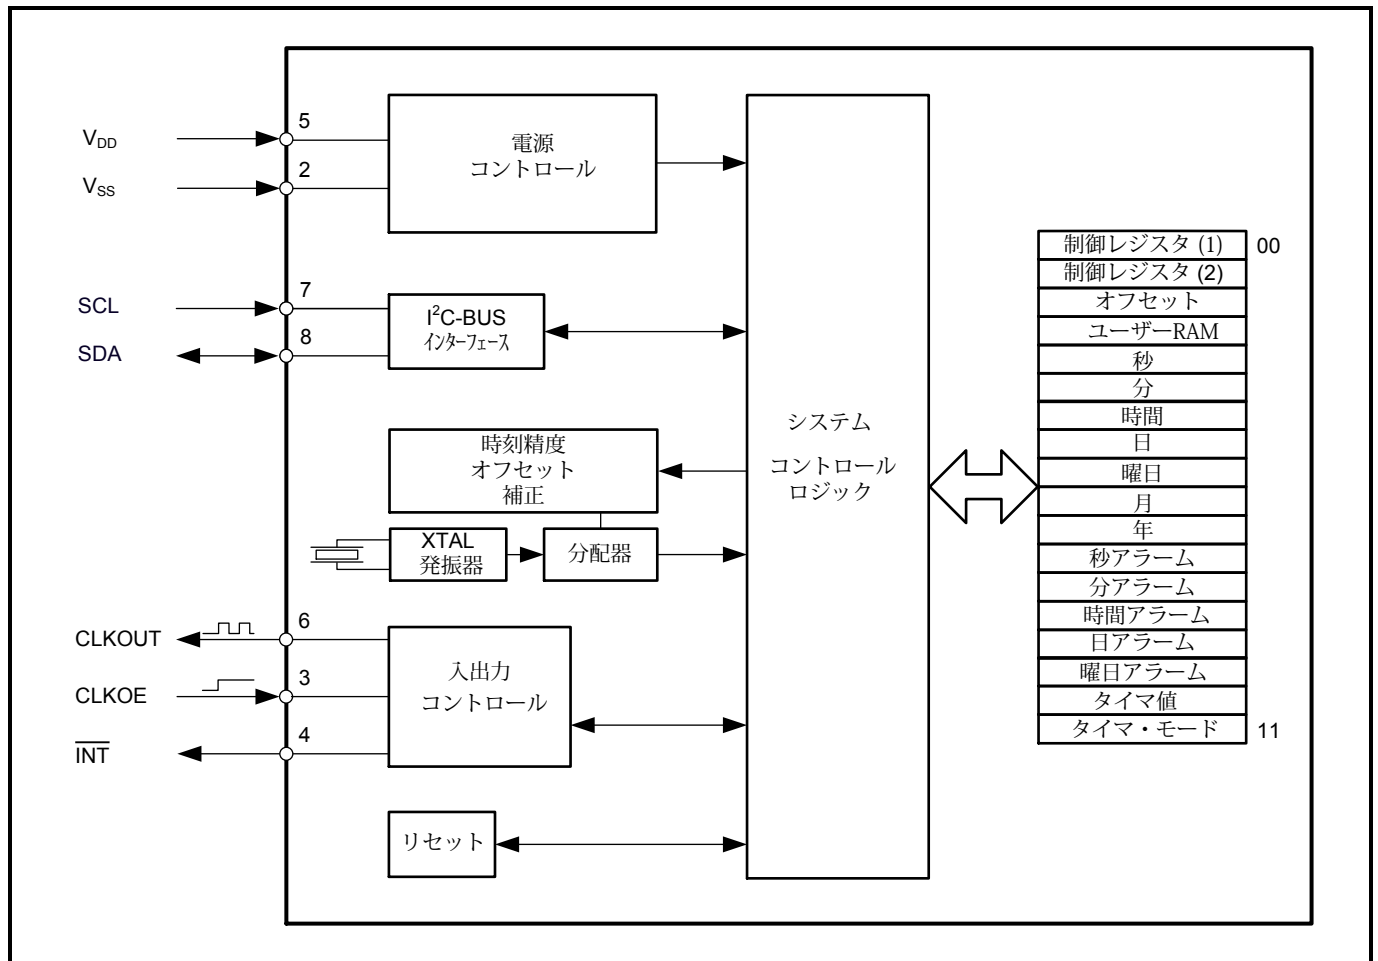 V_DD
5
V_SS
2
電源
コントロール
SCL
7
SDA
8
I²C-BUS
インターフェース
時刻精度
オフセット
補正
XTAL
発振器
分配器
CLKOUT
6
CLKOE
3
INT
4
入出力
コントロール
リセット
システム
コントロール
ロジック
制御レジスタ (1) 00
制御レジスタ (2)
オフセット
ユーザーRAM
秒
分
時間
日
曜日
月
年
秒アラーム
分アラーム
時間アラーム
日アラーム
曜日アラーム
タイマ値
タイマ・モード 11